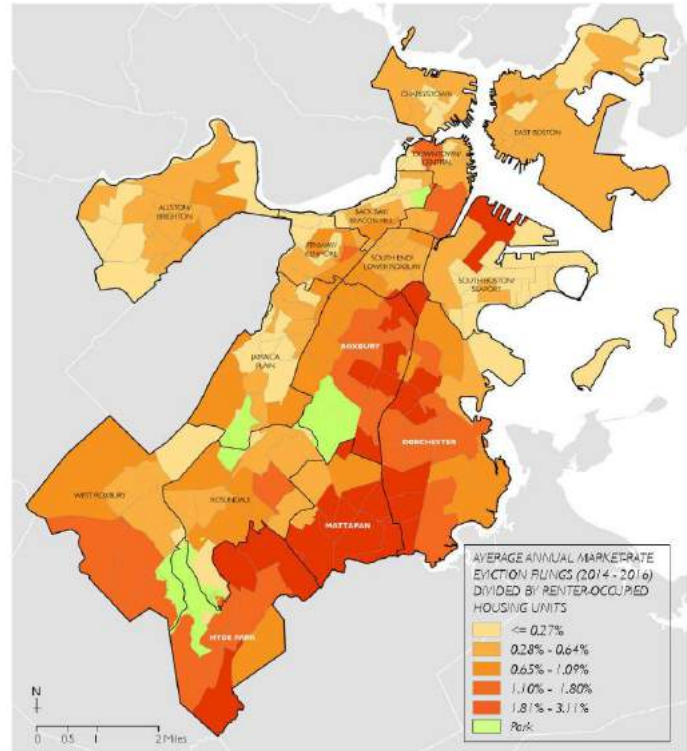 CHARLESTOWN
EAST BOSTON
DOWNTOWN/
CENTRAL
ALLSTON/
BRIGHTON
BACK BAY/
BEACON HILL
FENWAY/
KENMORE
SOUTH END/
LOWER ROXBURY
SOUTH BOSTON/
SEAPORT
ROXBURY
JAMAICA
PLAIN
DORCHESTER
WEST ROXBURY
ROSLINDALE
MATTAPAN
HYDE PARK
AVERAGE ANNUAL MARKET-RATE
EVICTION FILINGS (2014 - 2016)
DIVIDED BY RENTER-OCCUPIED
HOUSING UNITS
<= 0.27%
0.28% - 0.64%
0.65% - 1.09%
1.10% - 1.80%
1.81% - 3.11%
Park
N
0 0.5 1 2 Miles